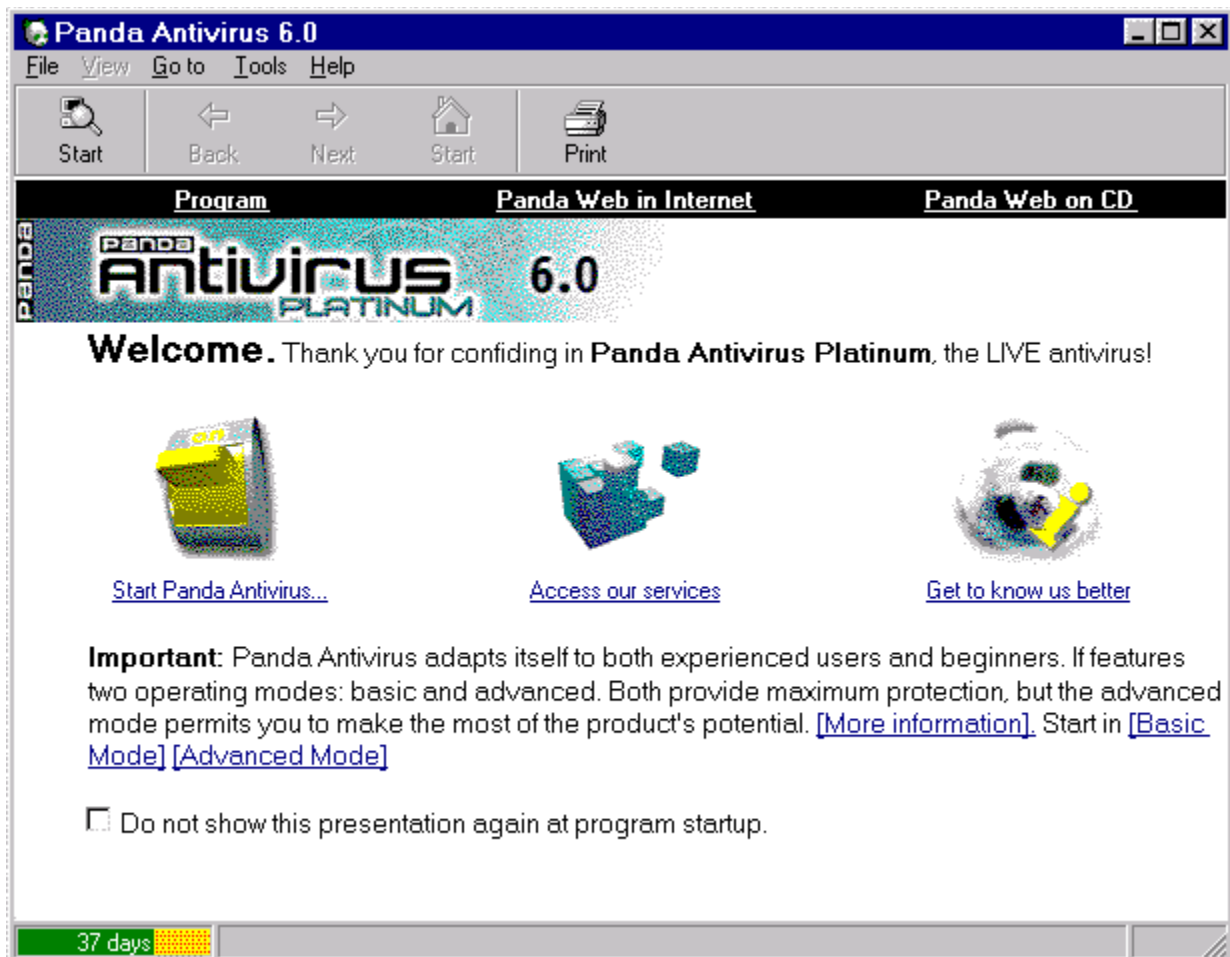 Panda Antivirus 6.0
File View Go to Tools Help
Start Back Next Start Print
Program Panda Web in Internet Panda Web on CD
panda
panda
Antivirus 6.0
PLATINUM
Welcome. Thank you for confiding in Panda Antivirus Platinum, the LIVE antivirus!
ON
i
Start Panda Antivirus... Access our services Get to know us better
Important: Panda Antivirus adapts itself to both experienced users and beginners. If features
two operating modes: basic and advanced. Both provide maximum protection, but the advanced
mode permits you to make the most of the product's potential. [More information]. Start in [Basic
Mode] [Advanced Mode]
Do not show this presentation again at program startup.
37 days